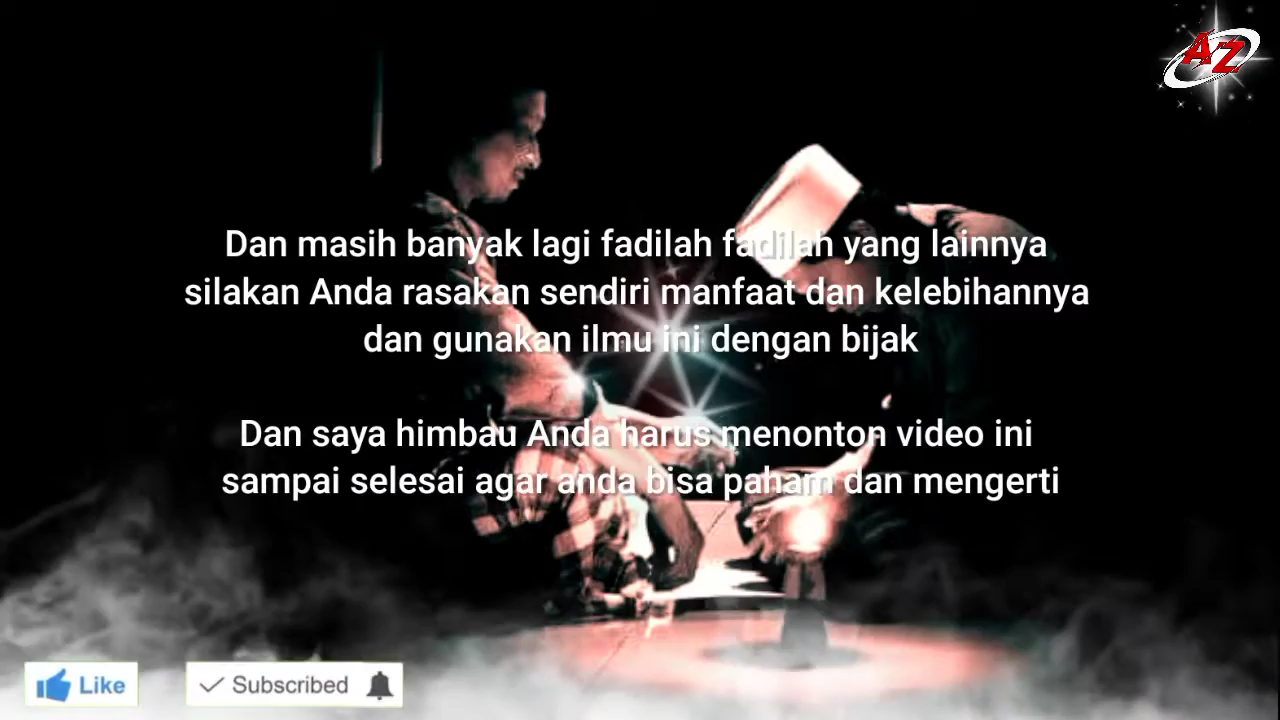 AZ
Dan masih banyak lagi fadilah fadilah yang lainnya
silakan Anda rasakan sendiri manfaat dan kelebihannya
dan gunakan ilmu ini dengan bijak
Dan saya himbau Anda harus menonton video ini
sampai selesai agar anda bisa paham dan mengerti
Like
Subscribed